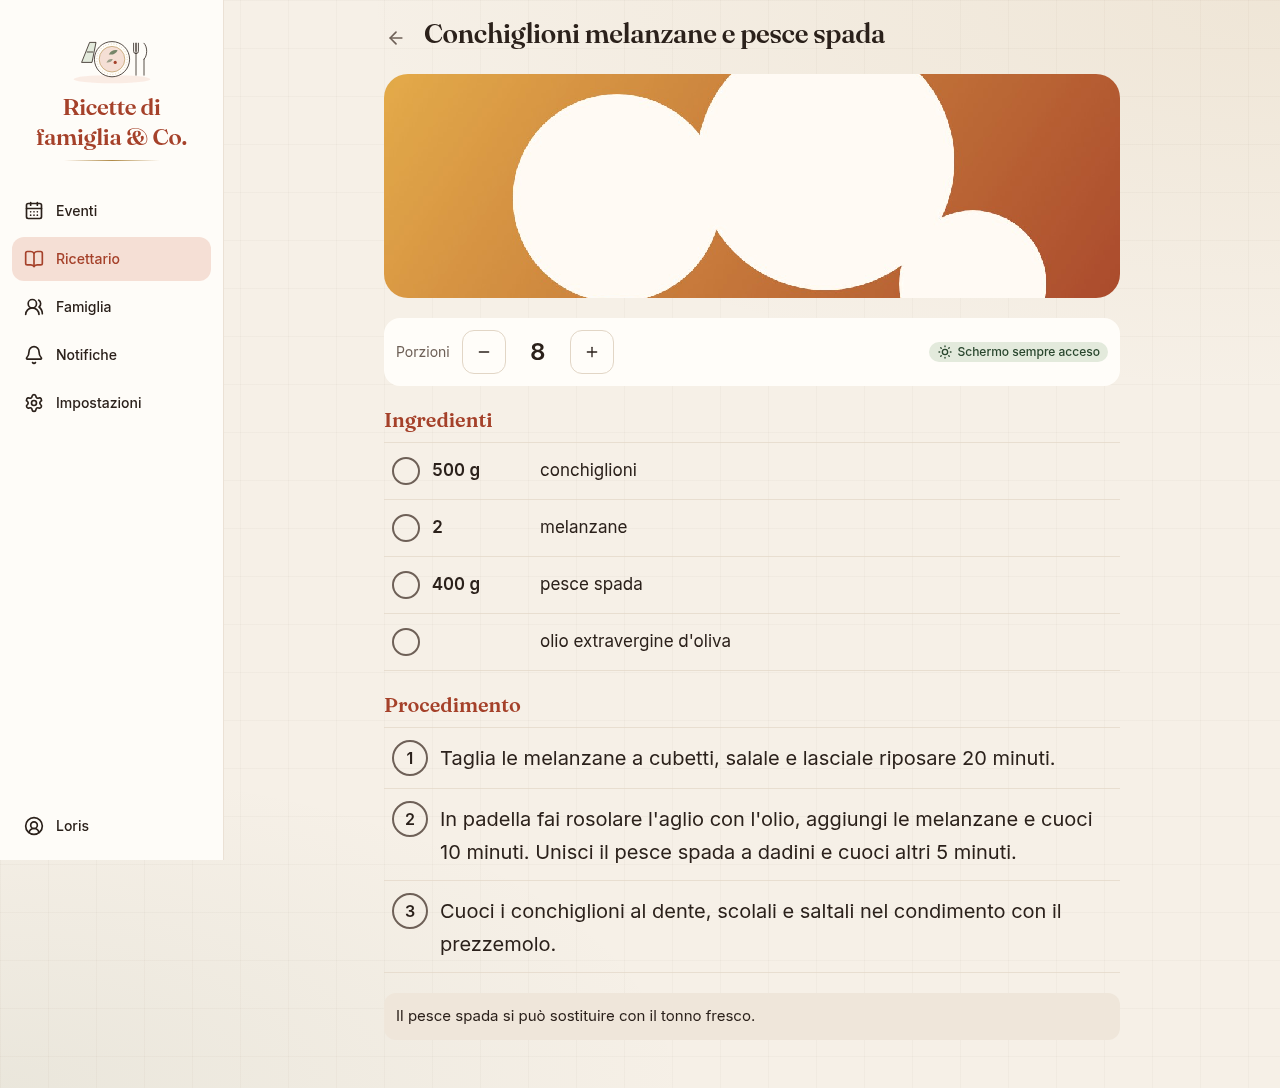 Ricette di
famiglia & Co.
Eventi
Ricettario
Famiglia
Notifiche
Impostazioni
Loris
Conchiglioni melanzane e pesce spada
Porzioni 8 Schermo sempre acceso
Ingredienti
500 g conchiglioni
2 melanzane
400 g pesce spada
olio extravergine d'oliva
Procedimento
1 Taglia le melanzane a cubetti, salale e lasciale riposare 20 minuti.
2 In padella fai rosolare l'aglio con l'olio, aggiungi le melanzane e cuoci
10 minuti. Unisci il pesce spada a dadini e cuoci altri 5 minuti.
3 Cuoci i conchiglioni al dente, scolali e saltali nel condimento con il
prezzemolo.
Il pesce spada si può sostituire con il tonno fresco.